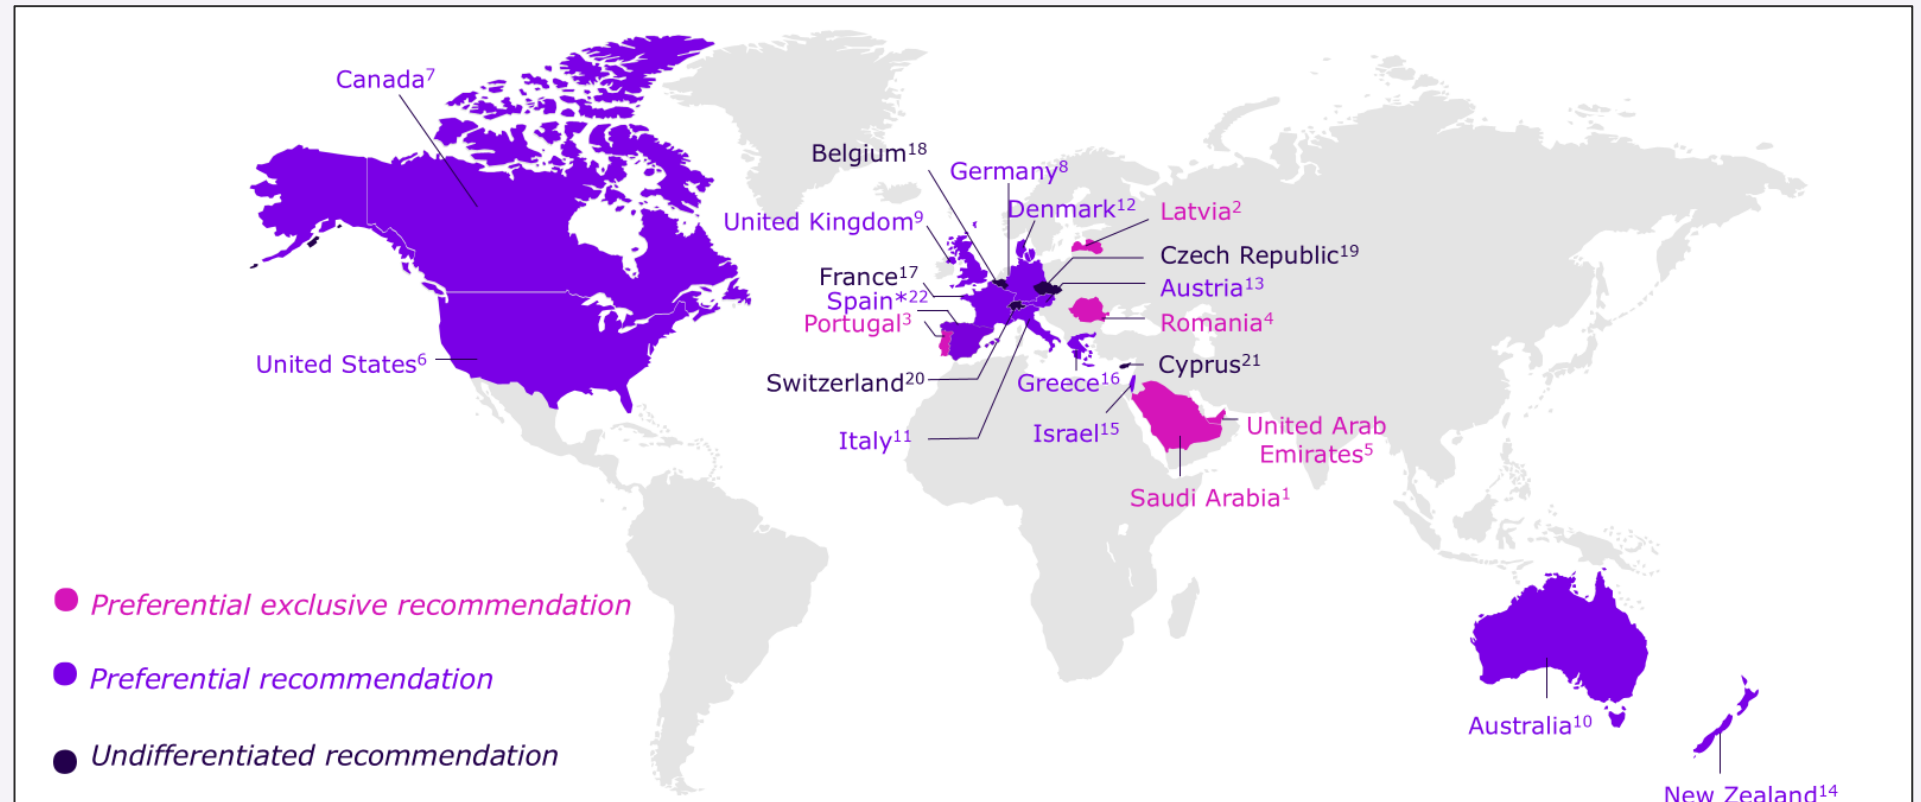 Canada7
Belgium18
Germany8
Denmark12
Latvia2
United Kingdom9
Czech Republic19
France17
Austria13
Spain*22
Portugal3
Romania4
United States6
Cyprus21
Switzerland20
Greece16
United Arab
Emirates5
Israel15
Italy11
Saudi Arabia1
Preferential exclusive recommendation
Preferential recommendation
Australia10
Undifferentiated recommendation
New Zealand14